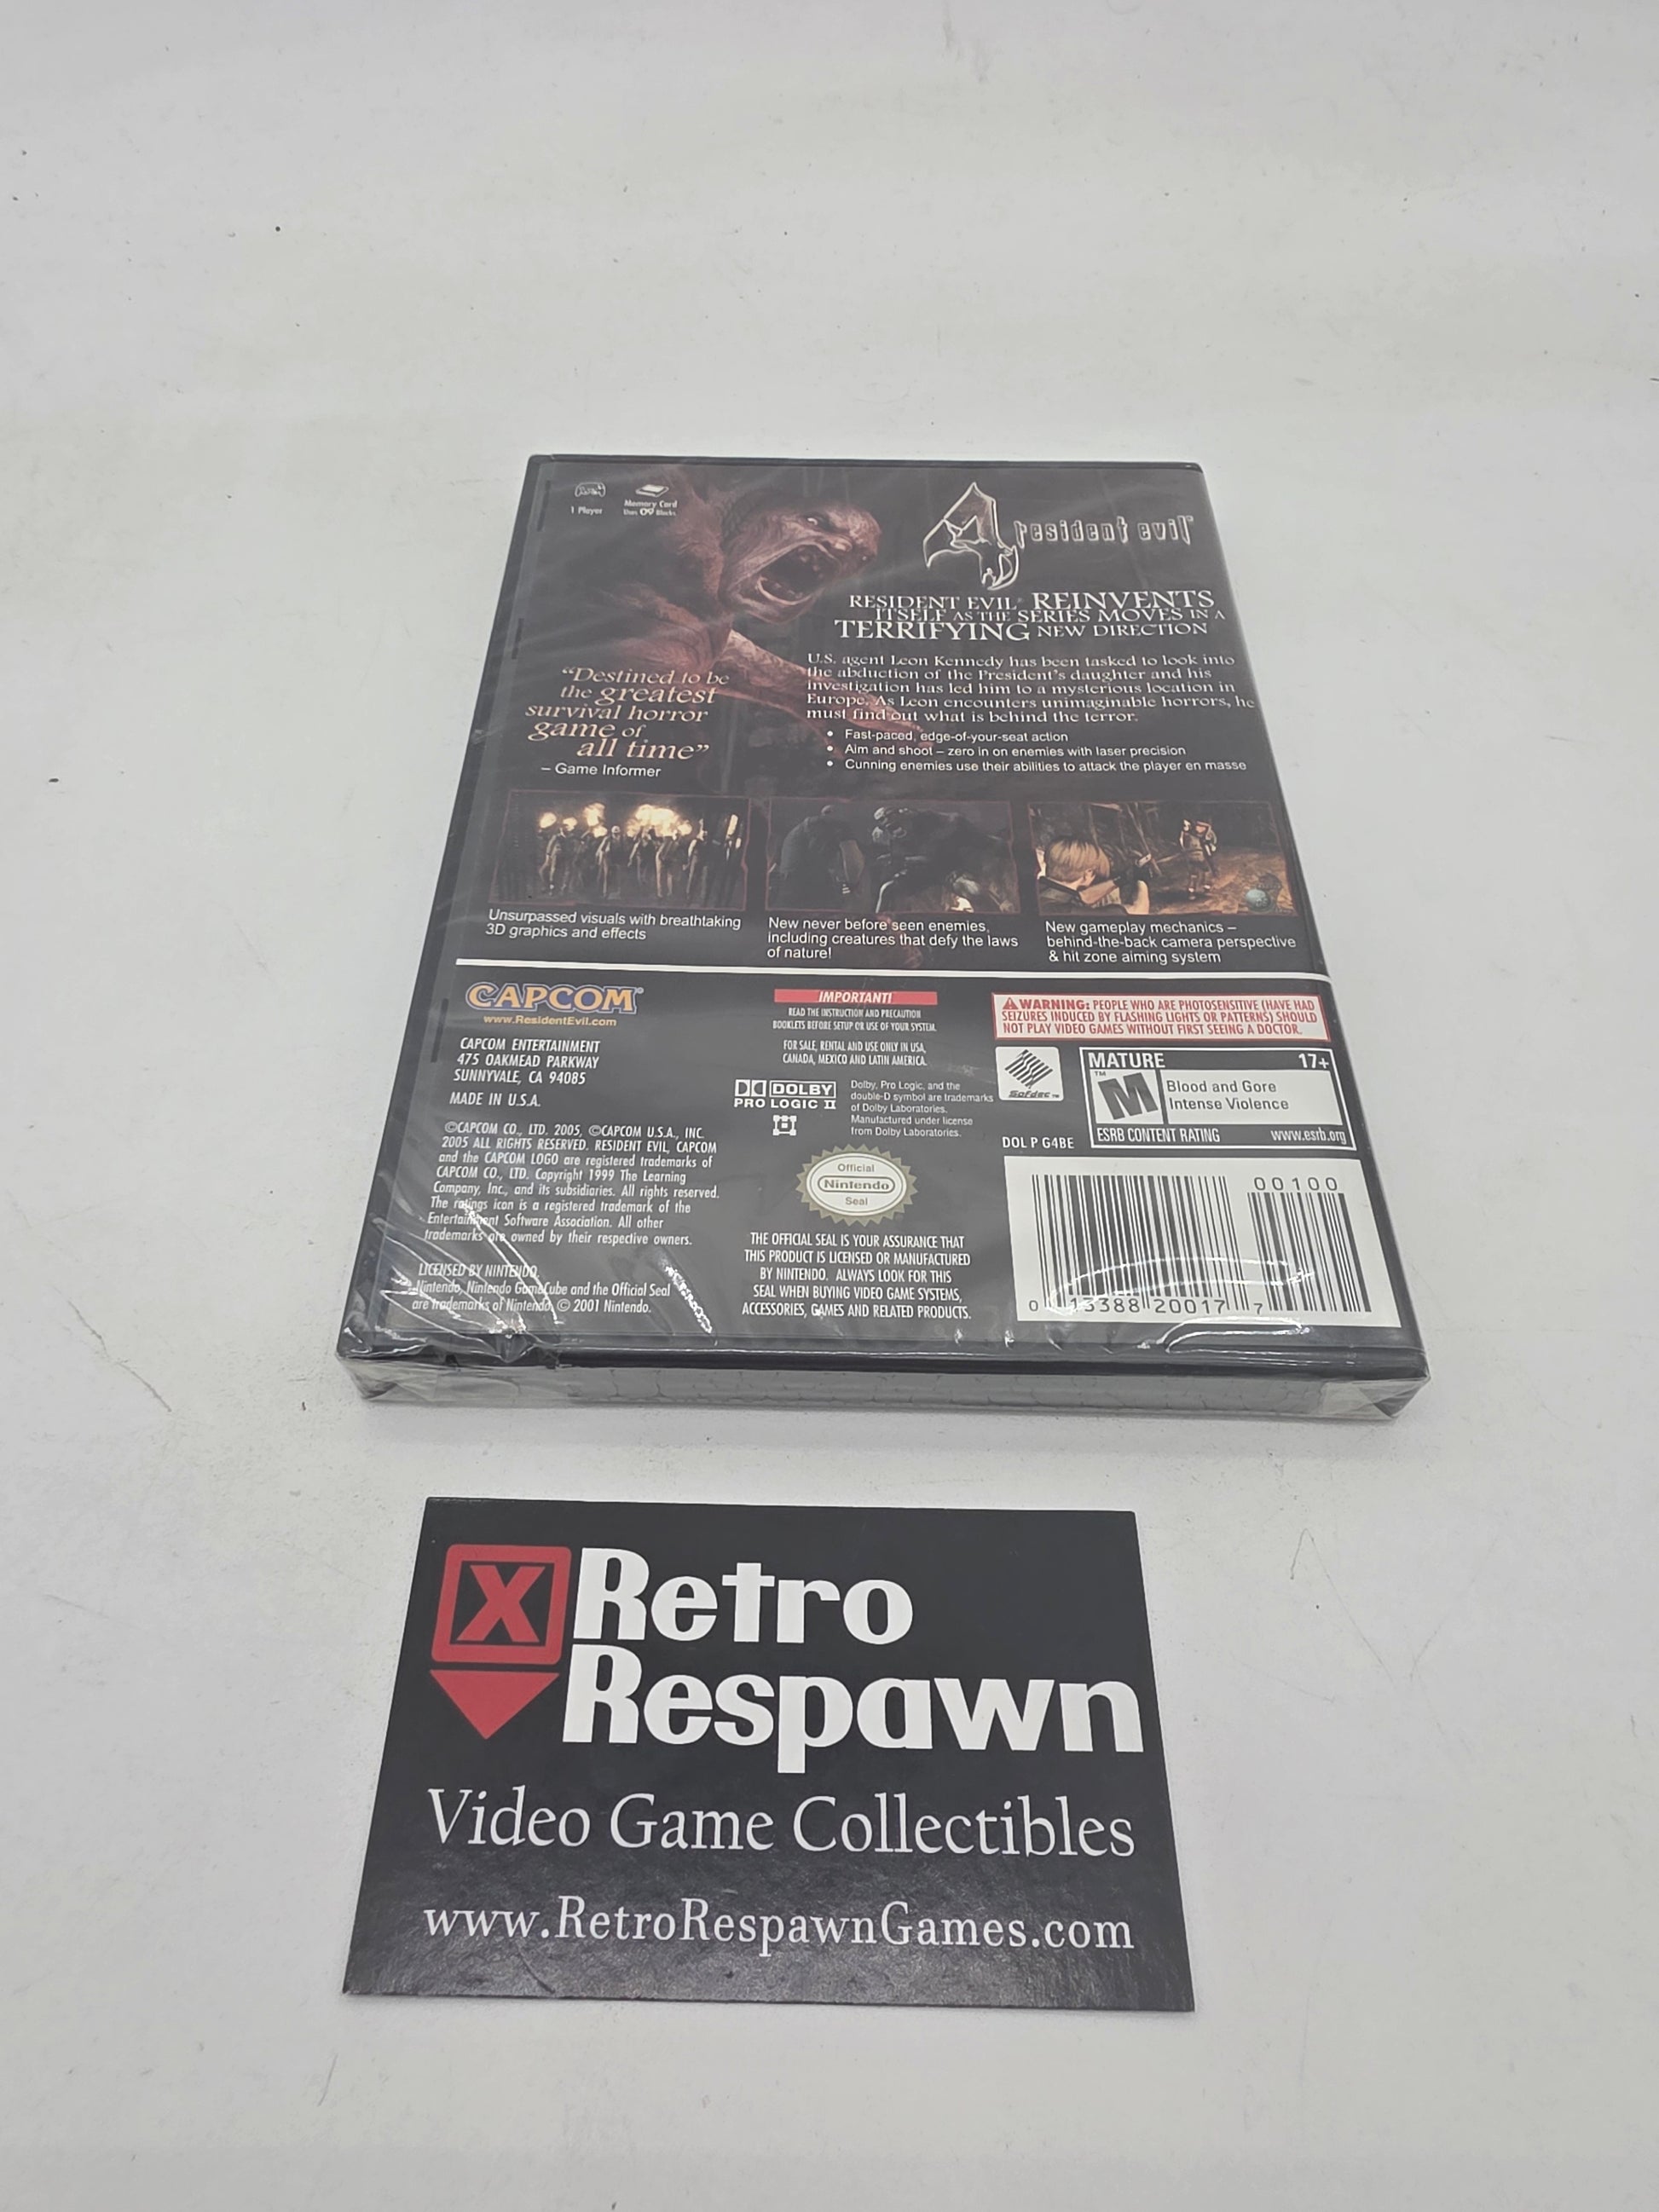 1 Player
Memory Card
Uses 09 Blocks
4 resident evil™
RESIDENT EVIL® REINVENTS
ITSELF AS THE SERIES MOVES IN A
TERRIFYING NEW DIRECTION
U.S. agent Leon Kennedy has been tasked to look into
the abduction of the President's daughter and his
investigation has led him to a mysterious location in
Europe. As Leon encounters unimaginable horrors, he
must find out what is behind the terror.
• Fast-paced, edge-of-your-seat action
• Aim and shoot – zero in on enemies with laser precision
• Cunning enemies use their abilities to attack the player en masse
"Destined to be
the greatest
survival horror
game of
all time"
– Game Informer
Unsurpassed visuals with breathtaking
3D graphics and effects
New never before seen enemies,
including creatures that defy the laws
of nature!
New gameplay mechanics –
behind-the-back camera perspective
& hit zone aiming system
CAPCOM®
www.ResidentEvil.com
CAPCOM ENTERTAINMENT
475 OAKMEAD PARKWAY
SUNNYVALE, CA 94085
MADE IN U.S.A.
©CAPCOM CO., LTD. 2005, ©CAPCOM U.S.A., INC.
2005 ALL RIGHTS RESERVED. RESIDENT EVIL, CAPCOM
and the CAPCOM LOGO are registered trademarks of
CAPCOM CO., LTD. Copyright 1999 The Learning
Company, Inc., and its subsidiaries. All rights reserved.
The ratings icon is a registered trademark of the
Entertainment Software Association. All other
trademarks are owned by their respective owners.
LICENSED BY NINTENDO.
Nintendo, Nintendo GameCube and the Official Seal
are trademarks of Nintendo. © 2001 Nintendo.
IMPORTANT!
READ THE INSTRUCTION AND PRECAUTION
BOOKLETS BEFORE SETUP OR USE OF YOUR SYSTEM.
FOR SALE, RENTAL AND USE ONLY IN USA,
CANADA, MEXICO AND LATIN AMERICA.
DOLBY
PRO LOGIC II
Dolby, Pro Logic, and the
double-D symbol are trademarks
of Dolby Laboratories.
Manufactured under license
from Dolby Laboratories.
Official
Nintendo
Seal
THE OFFICIAL SEAL IS YOUR ASSURANCE THAT
THIS PRODUCT IS LICENSED OR MANUFACTURED
BY NINTENDO. ALWAYS LOOK FOR THIS
SEAL WHEN BUYING VIDEO GAME SYSTEMS,
ACCESSORIES, GAMES AND RELATED PRODUCTS.
WARNING: PEOPLE WHO ARE PHOTOSENSITIVE (HAVE HAD
SEIZURES INDUCED BY FLASHING LIGHTS OR PATTERNS) SHOULD
NOT PLAY VIDEO GAMES WITHOUT FIRST SEEING A DOCTOR.
Sofdec™
MATURE 17+
M
Blood and Gore
Intense Violence
ESRB CONTENT RATING www.esrb.org
DOL P G4BE
00100
0 13388 20017 7
X Retro
Respawn
Video Game Collectibles
www.RetroRespawnGames.com